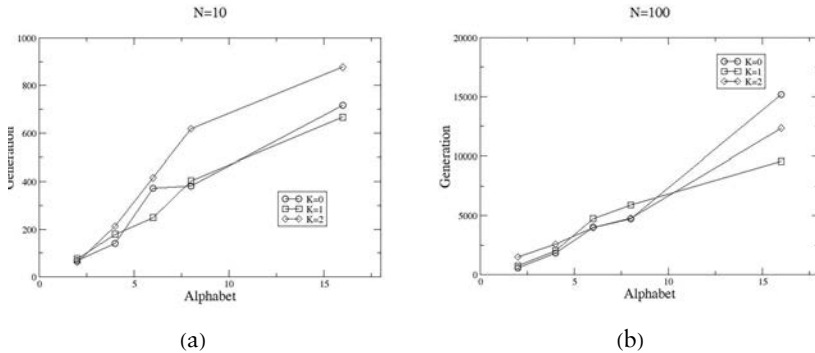 N=10
1000
800
600
400
200
0
Generation
K=0
K=1
K=2
0
5
10
15
Alphabet
(a)
N=100
20000
15000
10000
5000
0
Generation
K=0
K=1
K=2
0
5
10
15
Alphabet
(b)